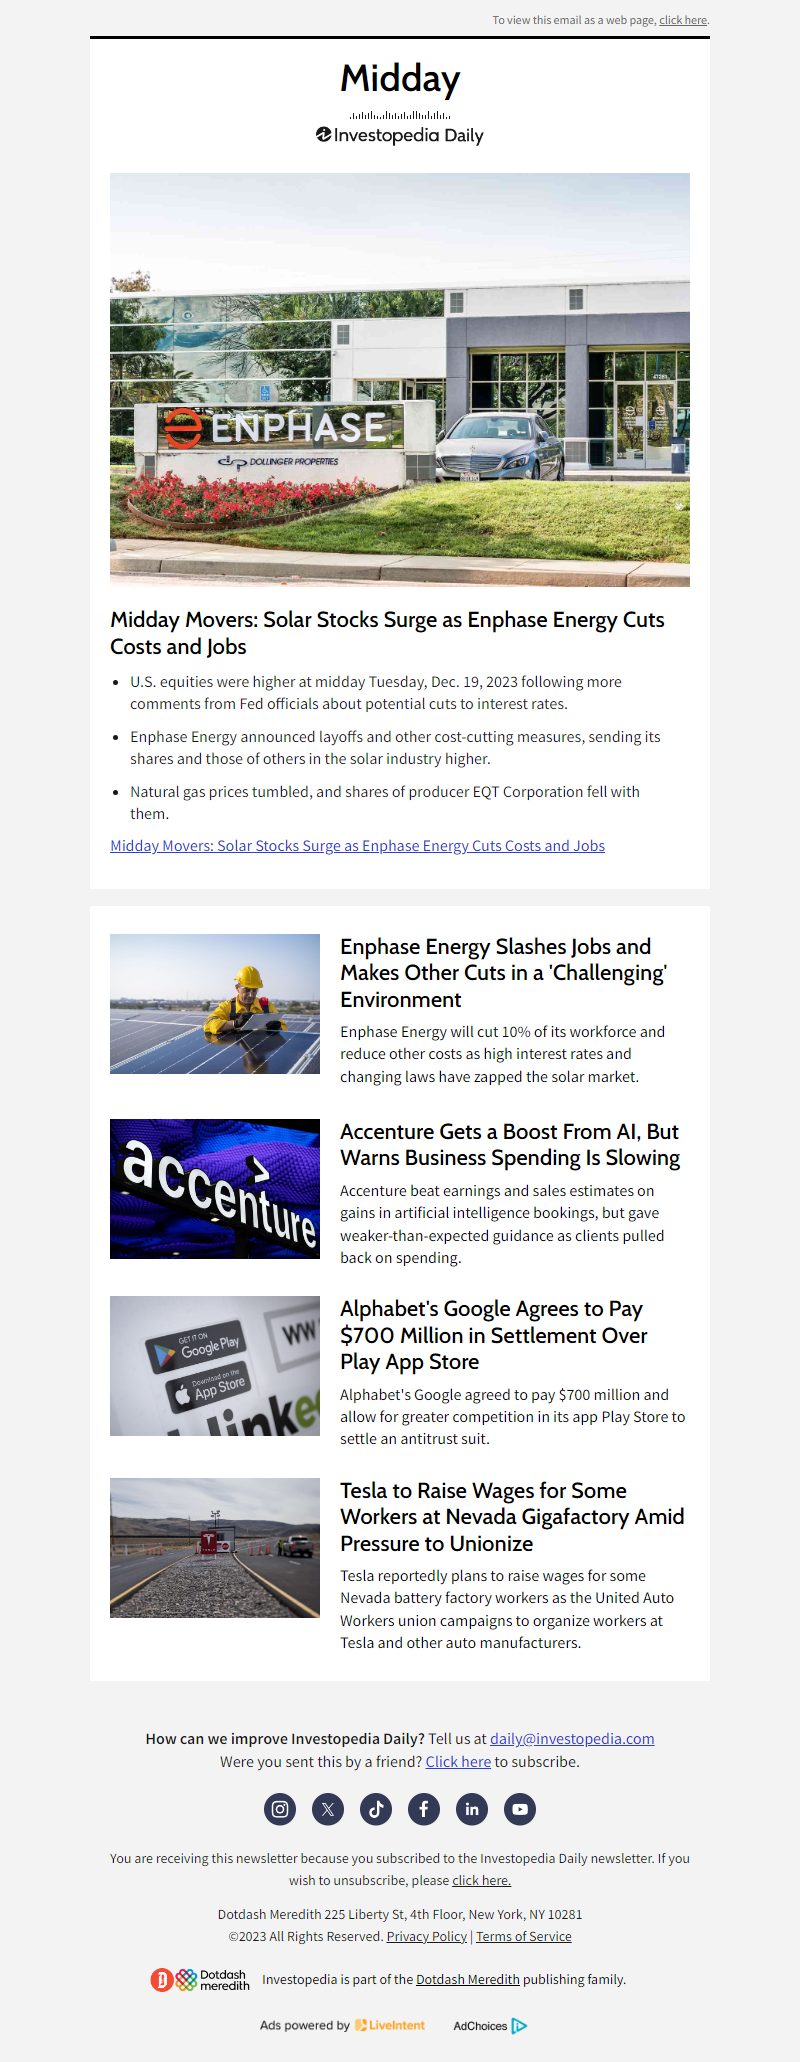 To view this email as a web page, click here.
Midday
Investopedia Daily
ENPHASE
DOLLINGER PROPERTIES
47281
ENPHASE
ENPHASE
Midday Movers: Solar Stocks Surge as Enphase Energy Cuts
Costs and Jobs
• U.S. equities were higher at midday Tuesday, Dec. 19, 2023 following more
comments from Fed officials about potential cuts to interest rates.
• Enphase Energy announced layoffs and other cost-cutting measures, sending its
shares and those of others in the solar industry higher.
• Natural gas prices tumbled, and shares of producer EQT Corporation fell with
them.
Midday Movers: Solar Stocks Surge as Enphase Energy Cuts Costs and Jobs
Enphase Energy Slashes Jobs and
Makes Other Cuts in a 'Challenging'
Environment
Enphase Energy will cut 10% of its workforce and
reduce other costs as high interest rates and
changing laws have zapped the solar market.
accenture
Accenture Gets a Boost From AI, But
Warns Business Spending Is Slowing
Accenture beat earnings and sales estimates on
gains in artificial intelligence bookings, but gave
weaker-than-expected guidance as clients pulled
back on spending.
GET IT ON
Google Play
Download on the
App Store
Alphabet's Google Agrees to Pay
$700 Million in Settlement Over
Play App Store
Alphabet's Google agreed to pay $700 million and
allow for greater competition in its app Play Store to
settle an antitrust suit.
Tesla to Raise Wages for Some
Workers at Nevada Gigafactory Amid
Pressure to Unionize
Tesla reportedly plans to raise wages for some
Nevada battery factory workers as the United Auto
Workers union campaigns to organize workers at
Tesla and other auto manufacturers.
How can we improve Investopedia Daily? Tell us at daily@investopedia.com
Were you sent this by a friend? Click here to subscribe.
You are receiving this newsletter because you subscribed to the Investopedia Daily newsletter. If you
wish to unsubscribe, please click here.
Dotdash Meredith 225 Liberty St, 4th Floor, New York, NY 10281
©2023 All Rights Reserved. Privacy Policy | Terms of Service
Dotdash
meredith
Investopedia is part of the Dotdash Meredith publishing family.
Ads powered by LiveIntent
AdChoices